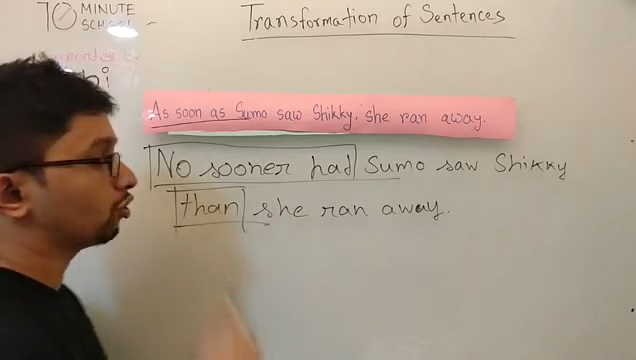 10 MINUTE
SCHOOL
Transformation of Sentences
As soon as Sumo saw Shikky, she ran away.
No sooner had Sumo saw Shikky
than she ran away.